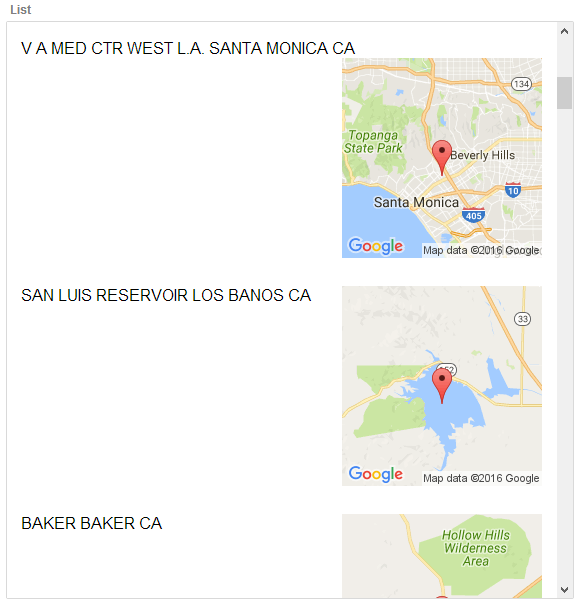 List
V A MED CTR WEST L.A. SANTA MONICA CA
134
Topanga
State Park
Beverly Hills
10
Santa Monica
405
Google
Map data ©2016 Google
SAN LUIS RESERVOIR LOS BANOS CA
33
Google
Map data ©2016 Google
BAKER BAKER CA
Hollow Hills
Wilderness
Area